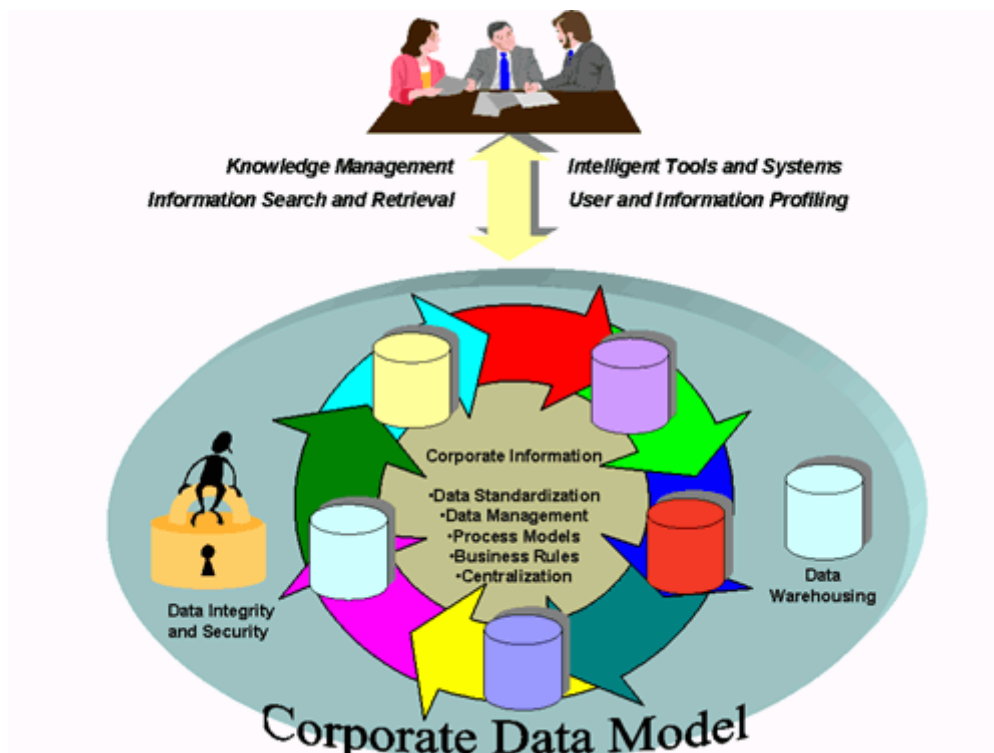 Knowledge Management
Information Search and Retrieval
Intelligent Tools and Systems
User and Information Profiling
Corporate Information
•Data Standardization
•Data Management
•Process Models
•Business Rules
•Centralization
Data Integrity
and Security
Data
Warehousing
Corporate Data Model